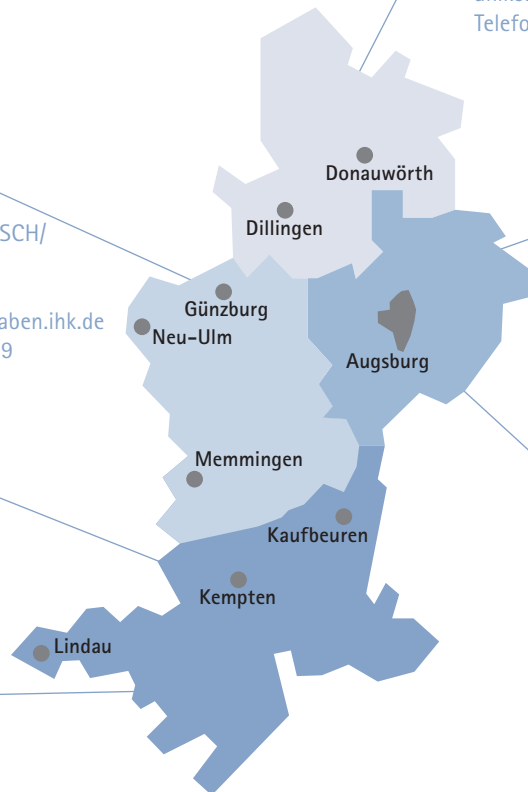 Telefo
Donauwörth
Dillingen
SCH/
aben.ihk.de
9
Günzburg
Neu-Ulm
Augsburg
Memmingen
Kaufbeuren
Kempten
Lindau